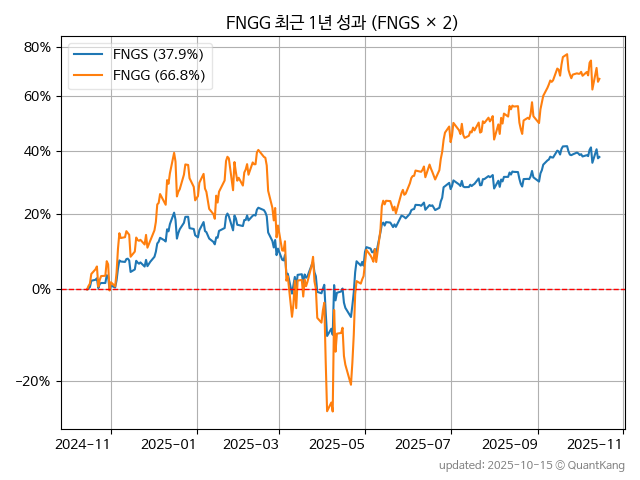 FNGG 최근 1년 성과 (FNGS × 2)
FNGS (37.9%)
FNGG (66.8%)
80%
60%
40%
20%
0%
−20%
2024-11 2025-01 2025-03 2025-05 2025-07 2025-09 2025-11
updated: 2025-10-15 © QuantKang